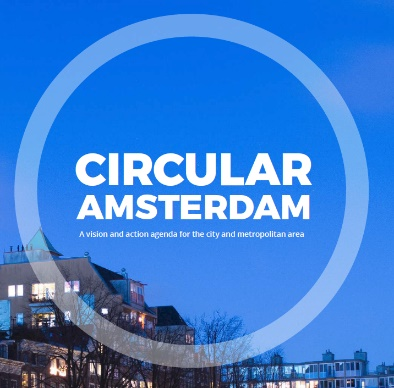 CIRCULAR
AMSTERDAM
A vision and action agenda for the city and metropolitan area